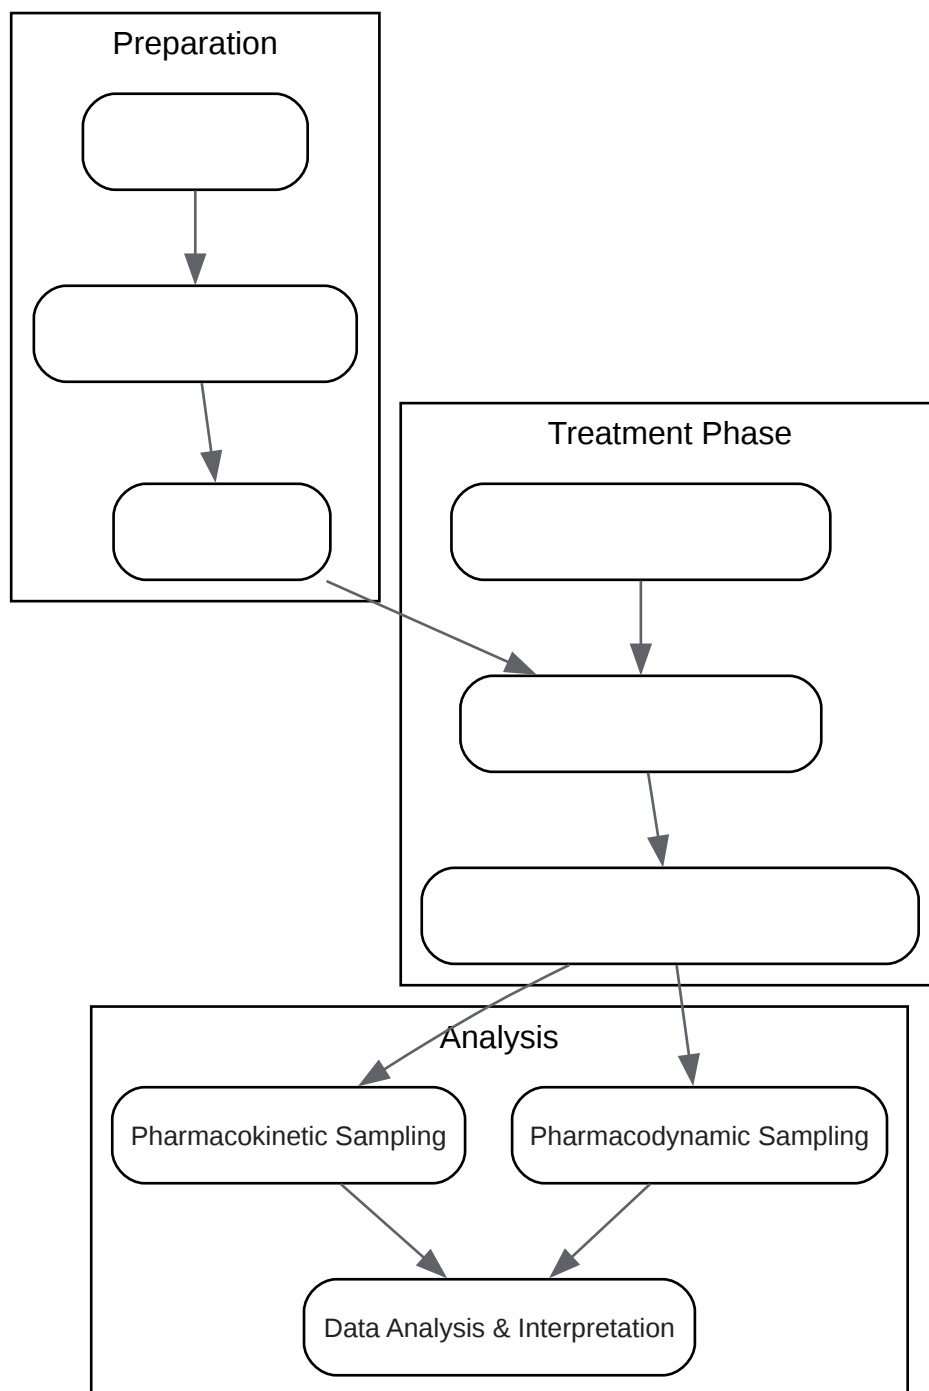 Preparation
Treatment Phase
Analysis
Pharmacokinetic Sampling
Pharmacodynamic Sampling
Data Analysis & Interpretation